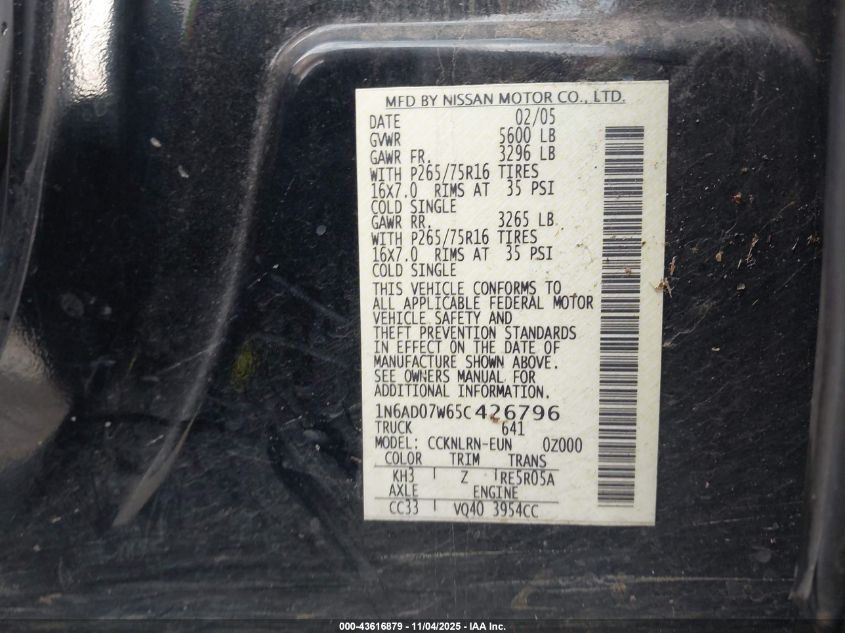 MFD BY NISSAN MOTOR CO., LTD.
DATE 02/05
GVWR 5600 LB
GAWR FR. 3296 LB
WITH P265/75R16 TIRES
16X7.0 RIMS AT 35 PSI
COLD SINGLE
GAWR RR. 3265 LB
WITH P265/75R16 TIRES
16X7.0 RIMS AT 35 PSI
COLD SINGLE
THIS VEHICLE CONFORMS TO
ALL APPLICABLE FEDERAL MOTOR
VEHICLE SAFETY AND
THEFT PREVENTION STANDARDS
IN EFFECT ON THE DATE OF
MANUFACTURE SHOWN ABOVE.
SEE OWNERS MANUAL FOR
ADDITIONAL INFORMATION.
1N6AD07W65C426796
TRUCK 641
MODEL: CCKNLRN-EUN 0Z000
COLOR TRIM TRANS
KH3 Z RE5R05A
AXLE ENGINE
CC33 VQ40 3954CC
000-43616879 - 11/04/2025 - IAA Inc.